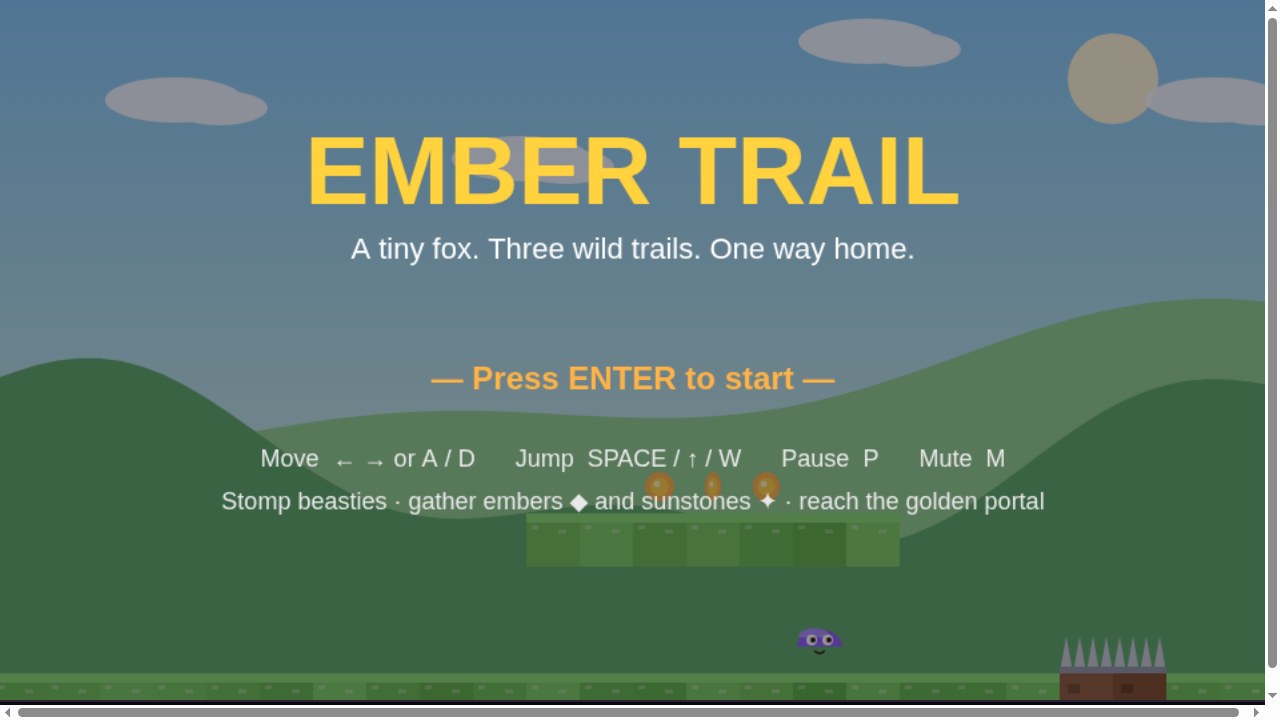 EMBER TRAIL
A tiny fox. Three wild trails. One way home.
— Press ENTER to start —
Move ← → or A / D Jump SPACE / ↑ / W Pause P Mute M
Stomp beasties · gather embers ◆ and sunstones ✦ · reach the golden portal